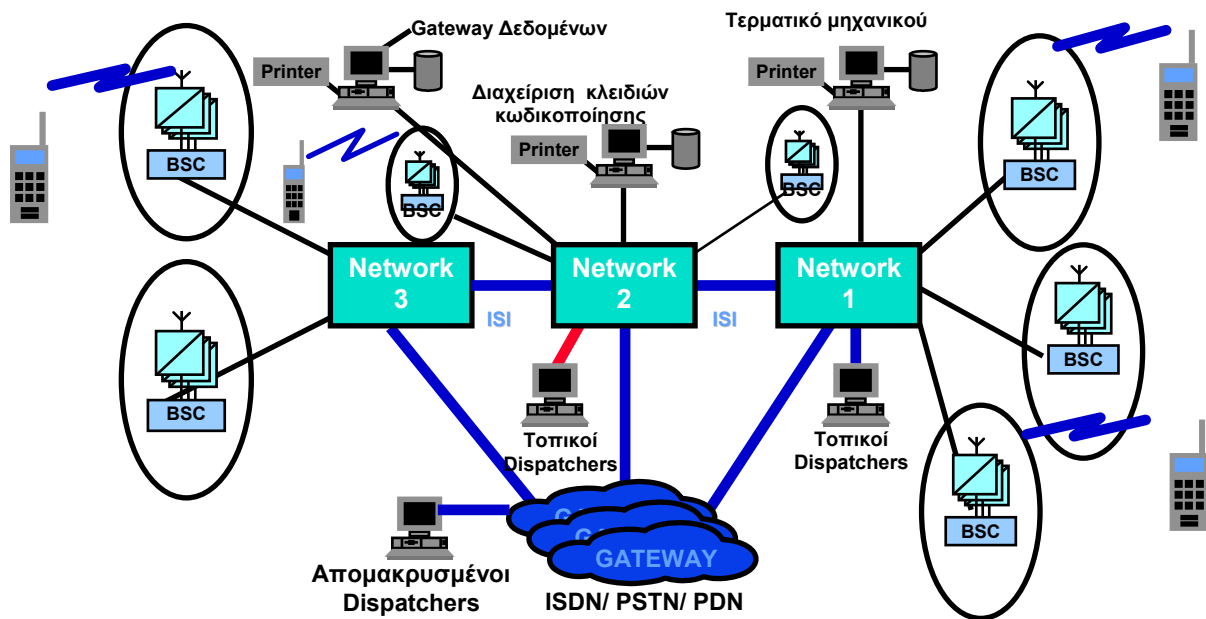 Gateway Δεδομένων
Τερματικό μηχανικού
Printer
Διαχείριση κλειδιών
κωδικοποίησης
Printer
Printer
BSC
BSC
BSC
BSC
Network
3
Network
2
Network
1
ISI
ISI
BSC
BSC
Τοπικοί
Dispatchers
Τοπικοί
Dispatchers
BSC
GATEWAY
Απομακρυσμένοι
Dispatchers
ISDN/ PSTN/ PDN